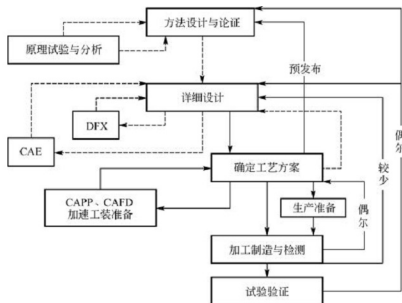 方法设计与论证
原理试验与分析
预发布
详细设计
DFX
CAE
偶尔
较少
确定工艺方案
CAPP、CAFD
加速工装准备
生产准备
偶尔
加工制造与检测
试验验证